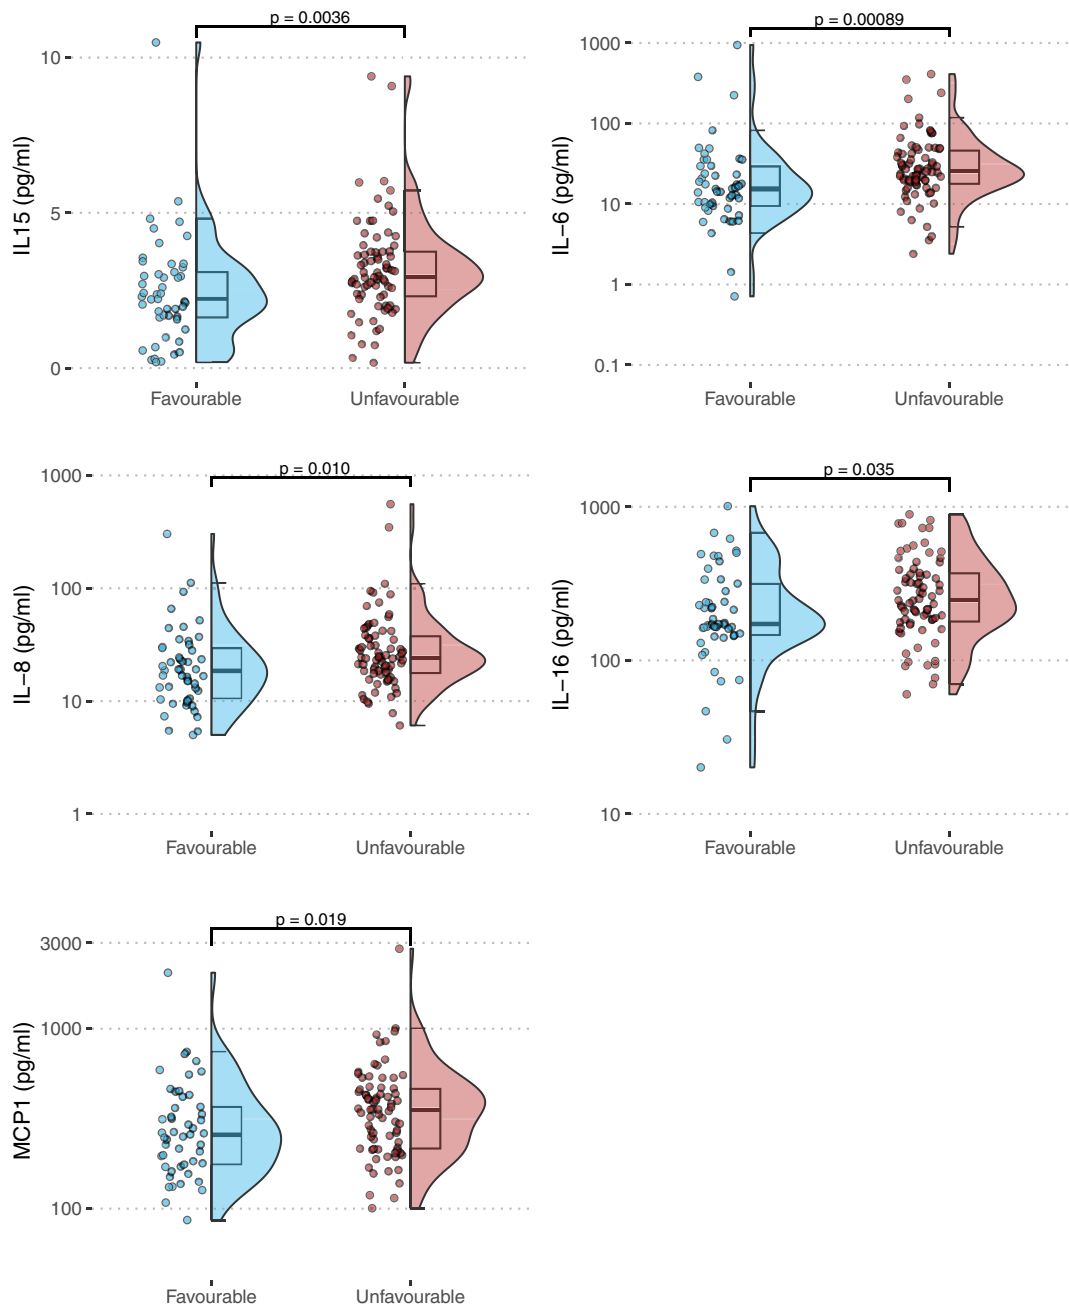 p = 0.0036
10
5
0
IL15 (pg/ml)
Favourable
Unfavourable
p = 0.00089
1000
100
10
1
0.1
IL−6 (pg/ml)
Favourable
Unfavourable
p = 0.010
1000
100
10
1
IL−8 (pg/ml)
Favourable
Unfavourable
p = 0.035
1000
100
10
IL−16 (pg/ml)
Favourable
Unfavourable
p = 0.019
3000
1000
100
MCP1 (pg/ml)
Favourable
Unfavourable